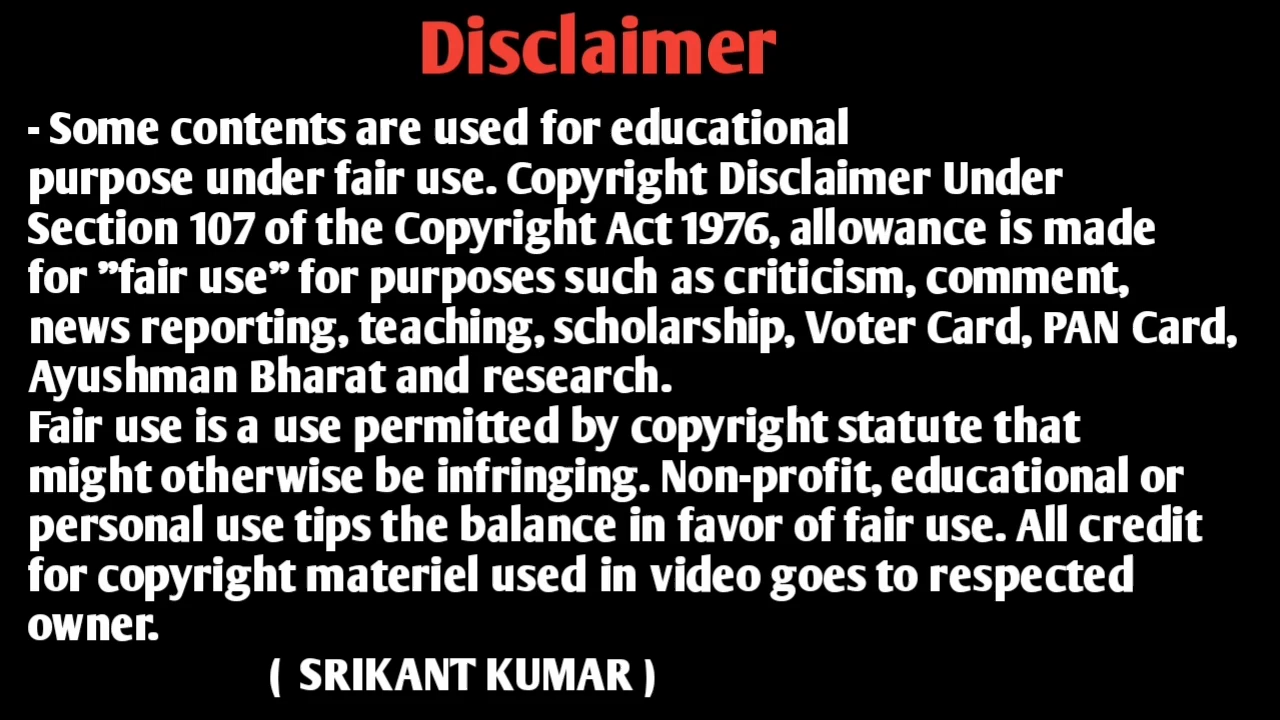 Disclaimer
- Some contents are used for educational
purpose under fair use. Copyright Disclaimer Under
Section 107 of the Copyright Act 1976, allowance is made
for ”fair use” for purposes such as criticism, comment,
news reporting, teaching, scholarship, Voter Card, PAN Card,
Ayushman Bharat and research.
Fair use is a use permitted by copyright statute that
might otherwise be infringing. Non-profit, educational or
personal use tips the balance in favor of fair use. All credit
for copyright materiel used in video goes to respected
owner.
( SRIKANT KUMAR )